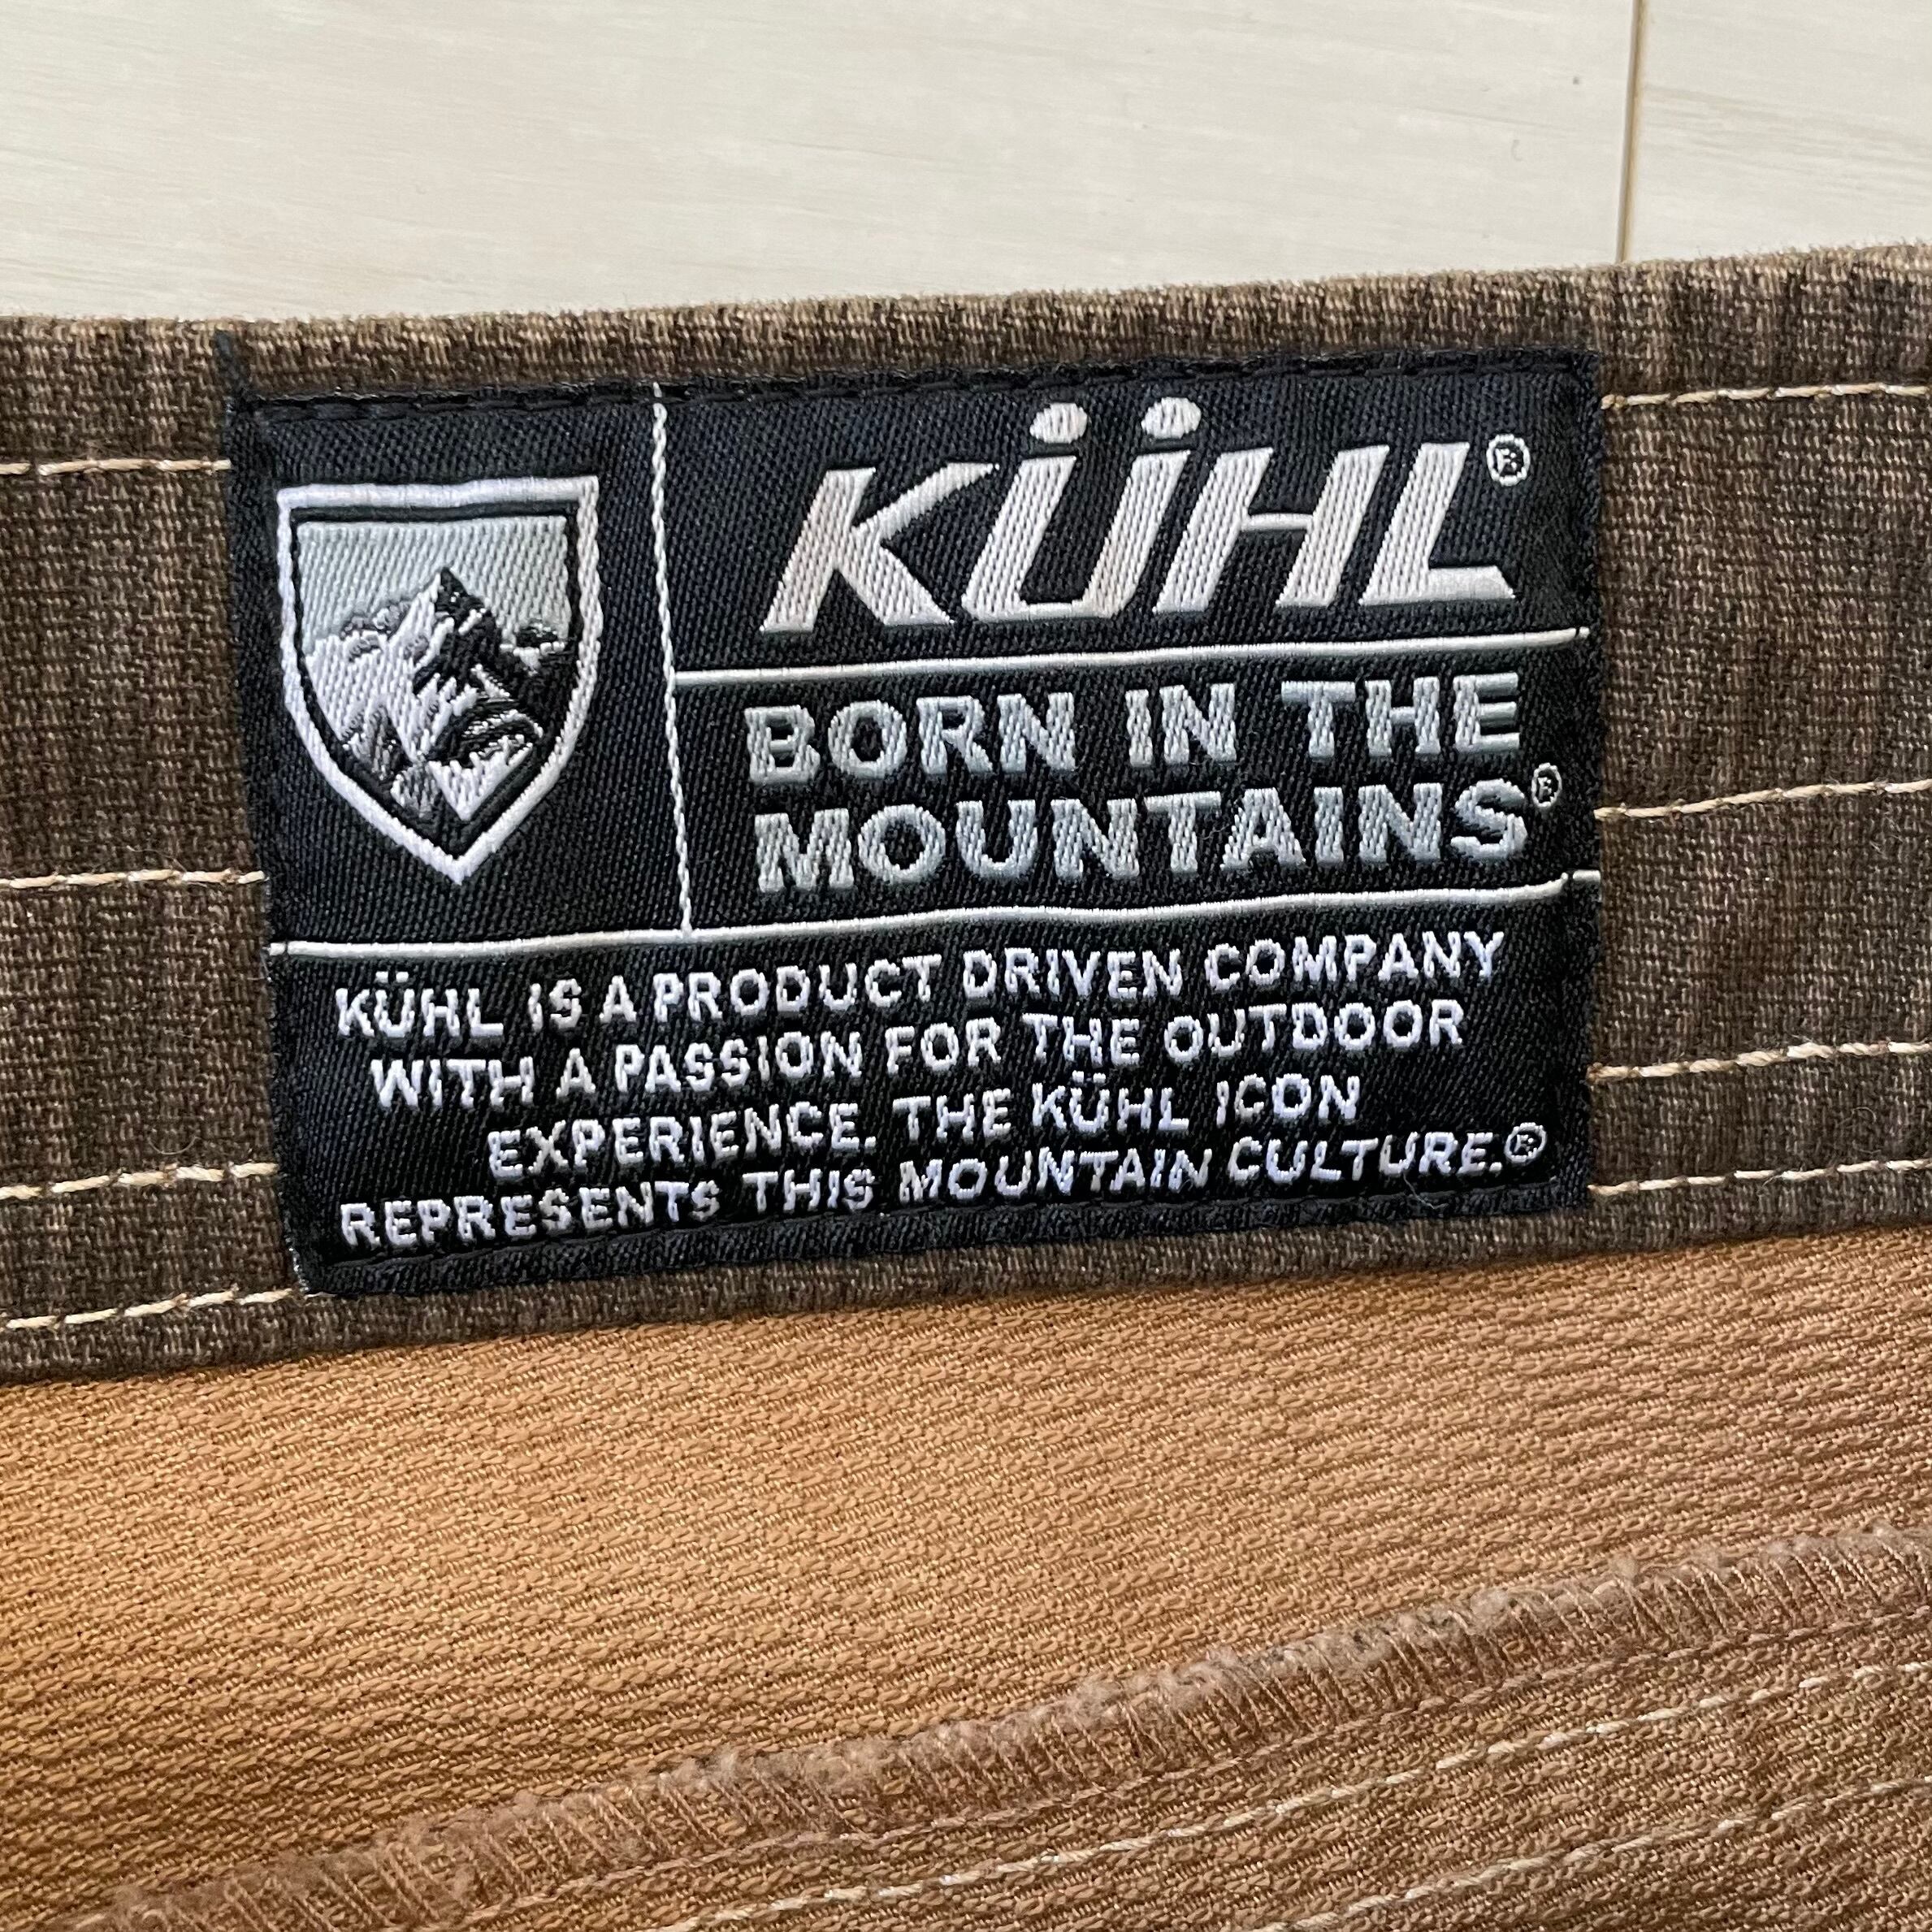 KÜHL®
BORN IN THE
MOUNTAINS®
KÜHL IS A PRODUCT DRIVEN COMPANY
WITH A PASSION FOR THE OUTDOOR
EXPERIENCE. THE KÜHL ICON
REPRESENTS THIS MOUNTAIN CULTURE.®